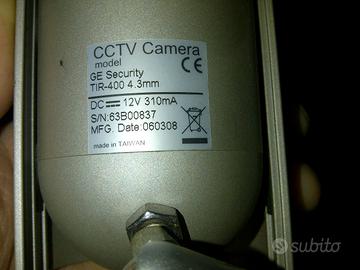 CCTV Camera
model
CE
GE Security
TIR-400 4.3mm
DC 12V 310mA
S/N:63B00837
MFG. Date:060308
made in TAIWAN
subito